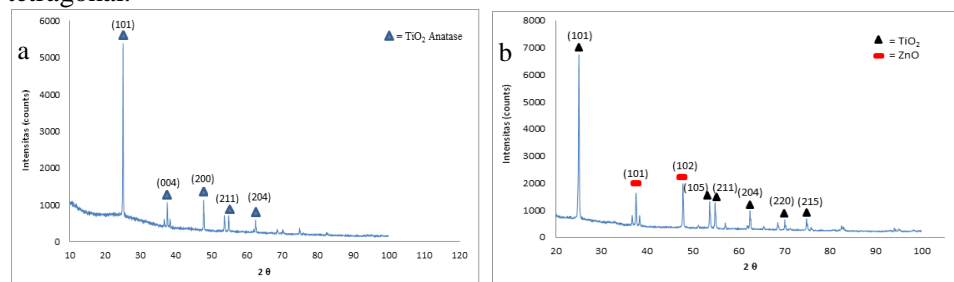 tetragonal.
a
6000
5000
4000
3000
2000
1000
0
Intensitas (counts)
(101)
(004)
(200)
(211)
(204)
= TiO2 Anatase
10 20 30 40 50 60 70 80 90 100 110 120
2 θ
b
8000
7000
6000
5000
4000
3000
2000
1000
0
Intensitas (counts)
(101)
(101)
(102)
(105)
(211)
(204)
(220)
(215)
= TiO2
= ZnO
20 30 40 50 60 70 80 90 100
2 θ